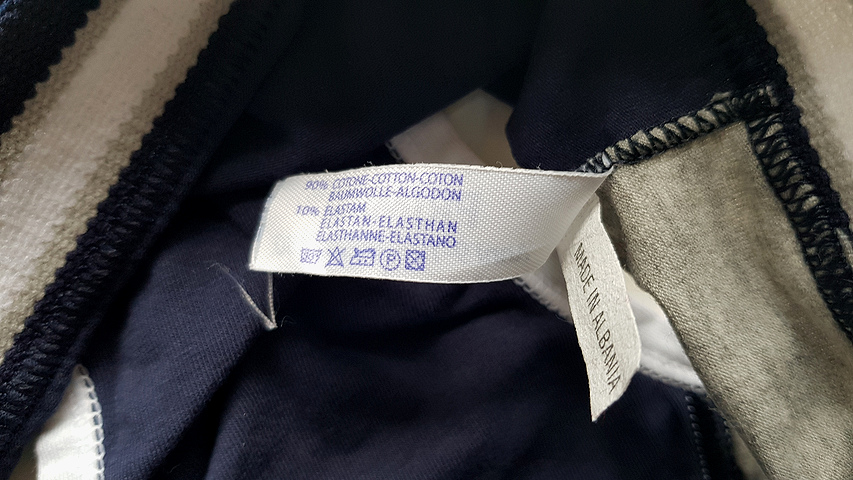 90% COTONE-COTTON-COTON
BAUMWOLLE-ALGODON
10% ELASTAM
ELASTAN-ELASTHAN
ELASTHANNE-ELASTANO
MADE IN ALBANIA